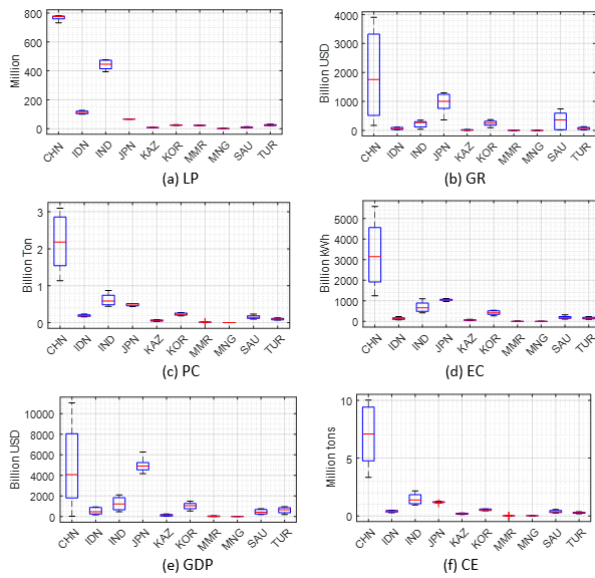 800
600
400
200
0
Million
CHN IDN IND JPN KAZ KOR MMR MNG SAU TUR
(a) LP
4000
3000
2000
1000
0
Billion USD
CHN IDN IND JPN KAZ KOR MMR MNG SAU TUR
(b) GR
3
2
1
0
Billion Ton
CHN IDN IND JPN KAZ KOR MMR MNG SAU TUR
(c) PC
5000
4000
3000
2000
1000
0
Billion kWh
CHN IDN IND JPN KAZ KOR MMR MNG SAU TUR
(d) EC
10000
8000
6000
4000
2000
0
Billion USD
CHN IDN IND JPN KAZ KOR MMR MNG SAU TUR
(e) GDP
10
5
0
Million tons
CHN IDN IND JPN KAZ KOR MMR MNG SAU TUR
(f) CE